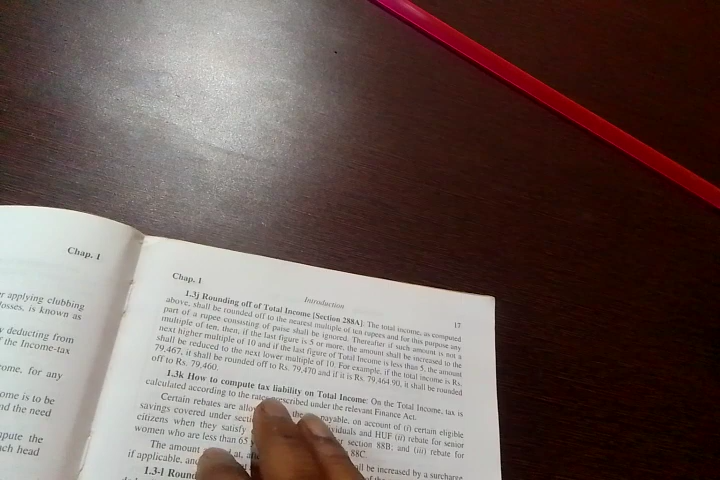 Chap. 1
er applying clubbing
losses, is known as
y deducting from
f the Income-tax
ome, for any
ome is to be
nd the need
pute the
ach head
Chap. 1
Introduction
17
1.3j Rounding off of Total Income [Section 288A]: The total income, as computed
above, shall be rounded off to the nearest multiple of ten rupees and for this purpose any
part of a rupee consisting of paise shall be ignored. Thereafter if such amount is not a
multiple of ten, then, if the last figure is 5 or more, the amount shall be increased to the
next higher multiple of 10 and if the last figure of Total Income is less than 5, the amount
shall be reduced to the next lower multiple of 10. For example, if the total income is Rs.
79,467, it shall be rounded off to Rs. 79,470 and if it is Rs. 79,464.90, it shall be rounded
off to Rs. 79,460.
1.3k How to compute tax liability on Total Income: On the Total Income, tax is
calculated according to the rates prescribed under the relevant Finance Act.
Certain rebates are payable, on account of (i) certain eligible
savings covered under and HUF (ii) rebate for senior
citizens when they satisfy section 88B; and (iii) rebate for
women who are less than 65 88C.
The amount be increased by a surcharge
if applicable,
1.3-l